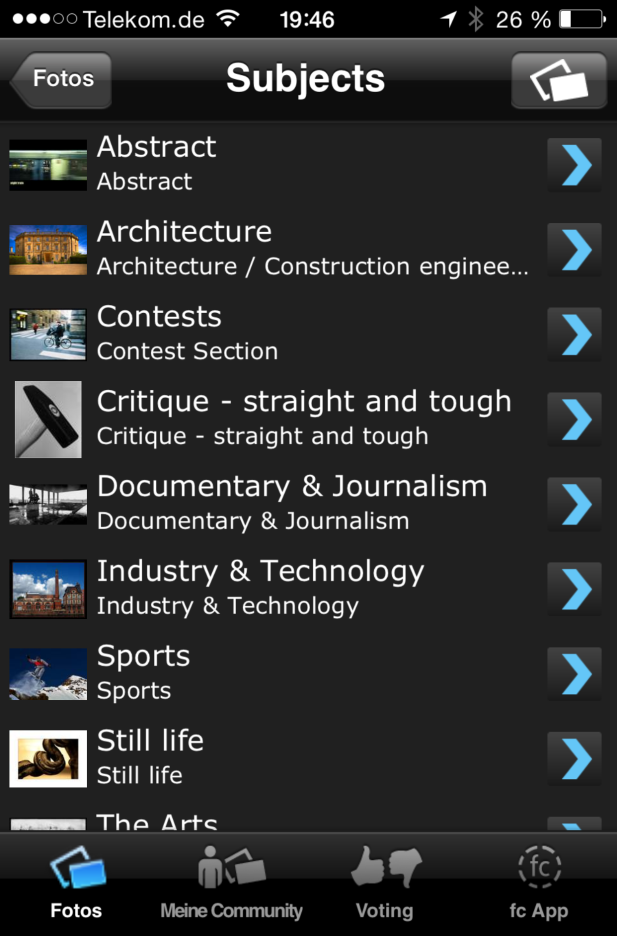 Telekom.de 19:46 26 %
Fotos Subjects
Abstract
Abstract
Architecture
Architecture / Construction enginee...
Contests
Contest Section
Critique - straight and tough
Critique - straight and tough
Documentary & Journalism
Documentary & Journalism
Industry & Technology
Industry & Technology
Sports
Sports
Still life
Still life
The Arts
fc
Fotos Meine Community Voting fc App